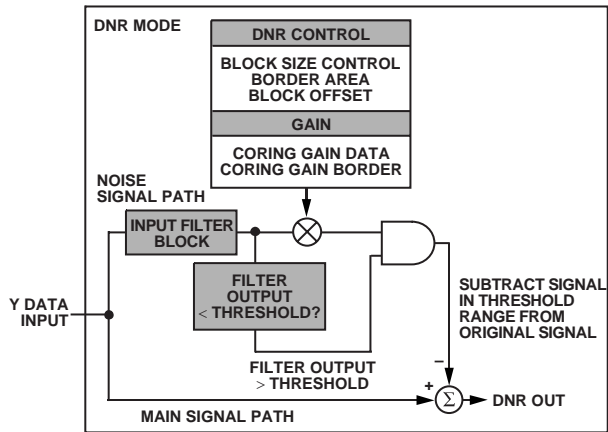 DNR MODE
DNR CONTROL
BLOCK SIZE CONTROL
BORDER AREA
BLOCK OFFSET
GAIN
CORING GAIN DATA
CORING GAIN BORDER
NOISE
SIGNAL PATH
INPUT FILTER
BLOCK
FILTER
OUTPUT
< THRESHOLD?
SUBTRACT SIGNAL
IN THRESHOLD
RANGE FROM
ORIGINAL SIGNAL
Y DATA
INPUT
FILTER OUTPUT
> THRESHOLD
–
+
Σ
DNR OUT
MAIN SIGNAL PATH